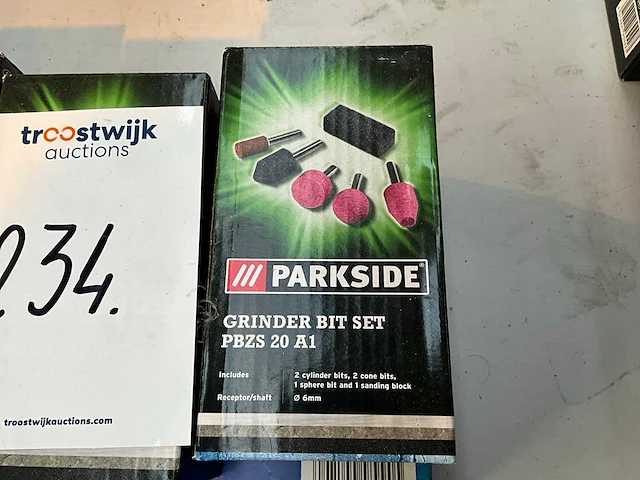 troostwijk
auctions
234.
troostwijkauctions.com
PARKSIDE
GRINDER BIT SET
PBZS 20 A1
Includes 2 cylinder bits, 2 cone bits,
1 sphere bit and 1 sanding block
Receptor/shaft Ø 6mm